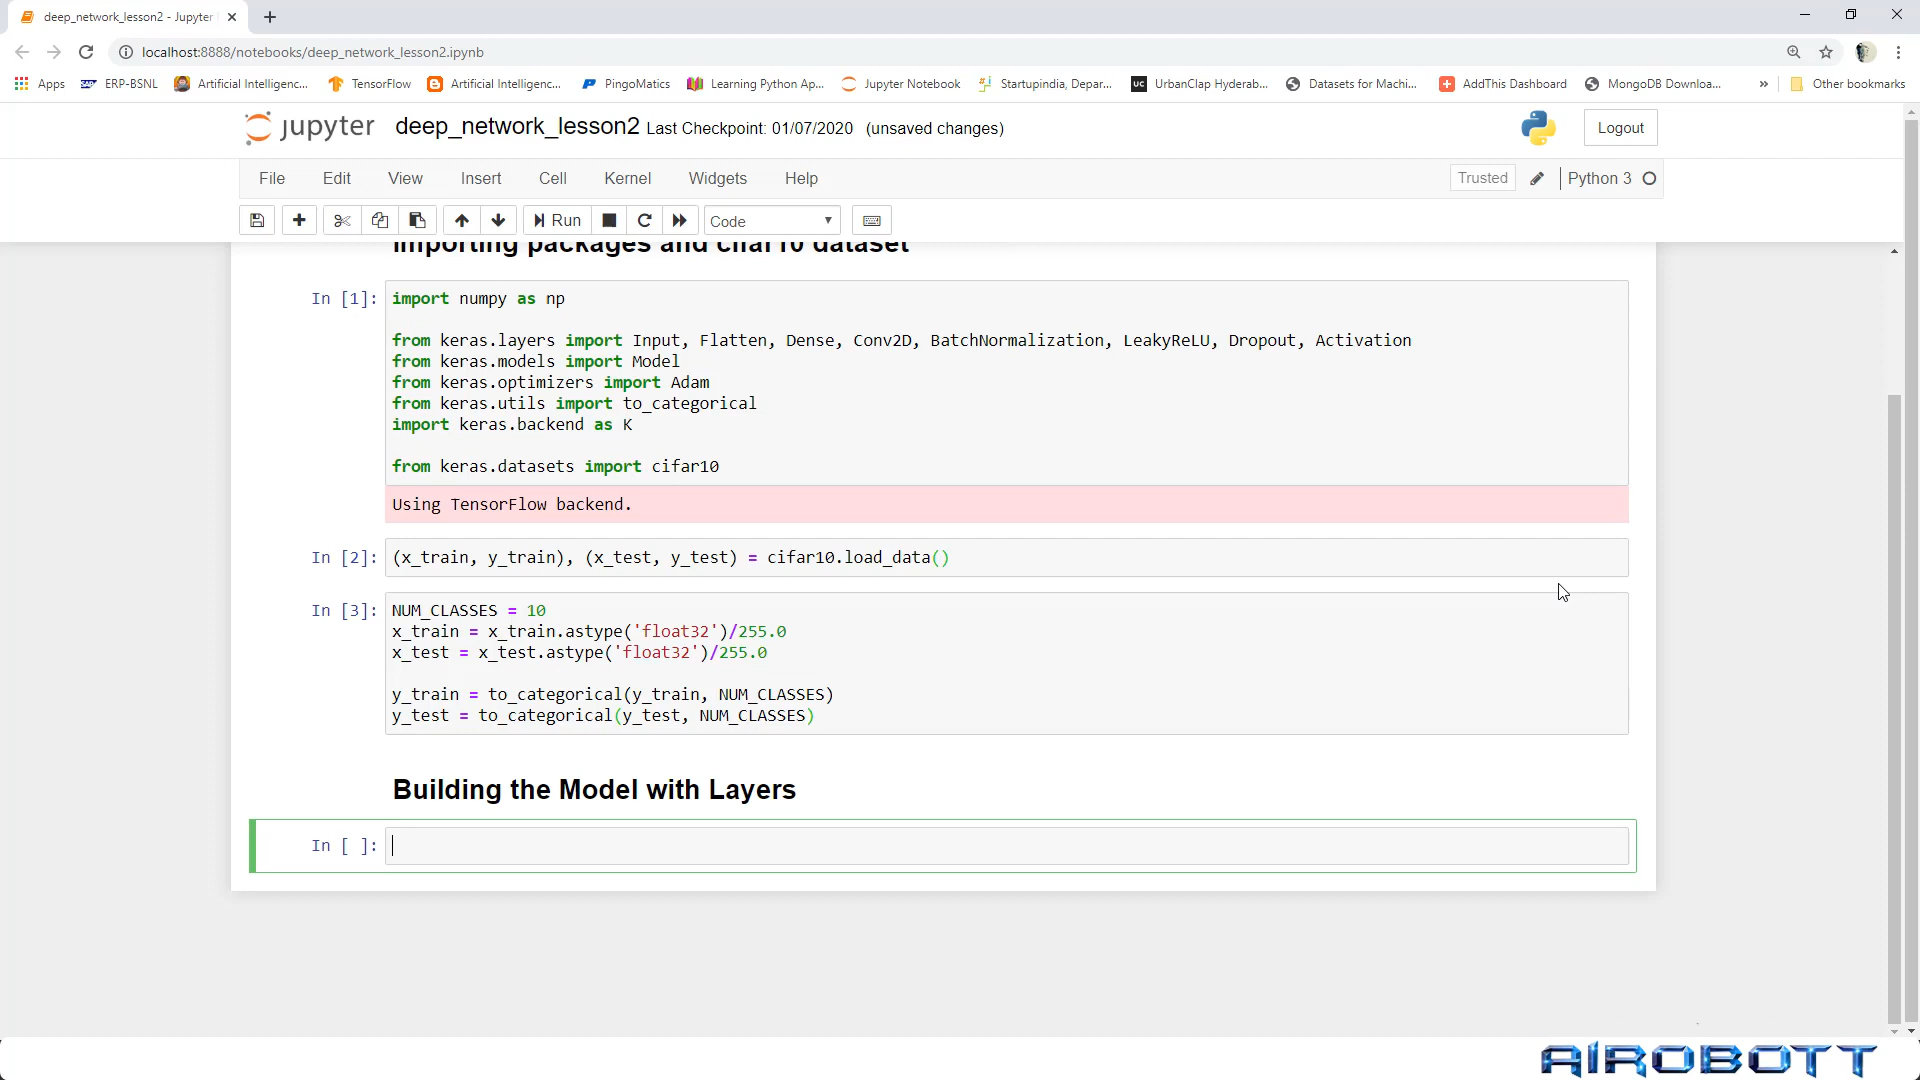 deep_network_lesson2 - Jupyter
localhost:8888/notebooks/deep_network_lesson2.ipynb
Apps ERP-BSNL Artificial Intelligenc... TensorFlow Artificial Intelligenc... PingoMatics Learning Python Ap... Jupyter Notebook Startupindia, Depar... UC UrbanClap Hyderab... Datasets for Machi... AddThis Dashboard MongoDB Downloa... » Other bookmarks
jupyter deep_network_lesson2 Last Checkpoint: 01/07/2020 (unsaved changes) Logout
File Edit View Insert Cell Kernel Widgets Help Trusted Python 3
Run Code
Importing packages and cifar10 dataset
In [1]: import numpy as np
from keras.layers import Input, Flatten, Dense, Conv2D, BatchNormalization, LeakyReLU, Dropout, Activation
from keras.models import Model
from keras.optimizers import Adam
from keras.utils import to_categorical
import keras.backend as K
from keras.datasets import cifar10
Using TensorFlow backend.
In [2]: (x_train, y_train), (x_test, y_test) = cifar10.load_data()
In [3]: NUM_CLASSES = 10
x_train = x_train.astype('float32')/255.0
x_test = x_test.astype('float32')/255.0
y_train = to_categorical(y_train, NUM_CLASSES)
y_test = to_categorical(y_test, NUM_CLASSES)
Building the Model with Layers
In [ ]:
AIROBOTT